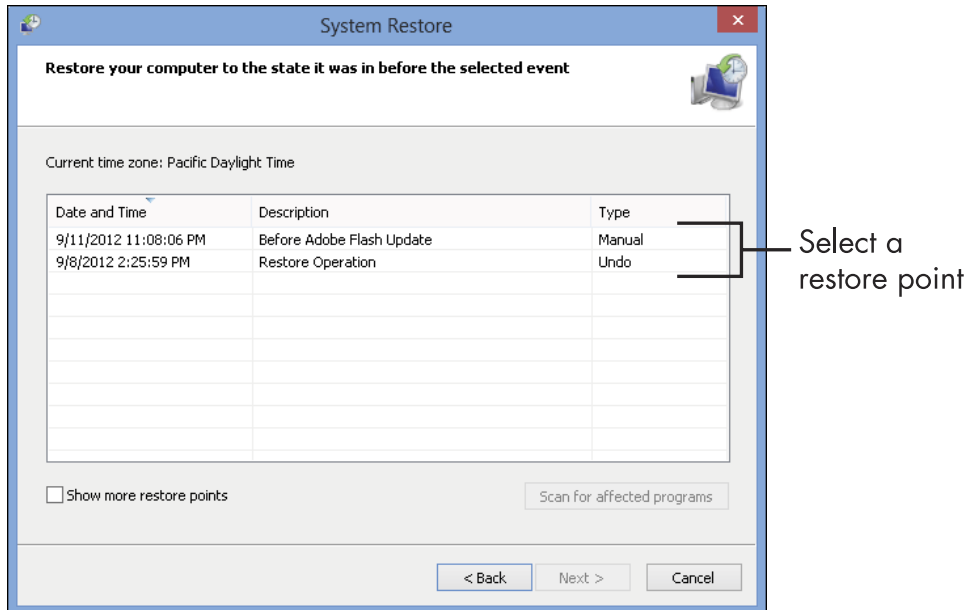 System Restore
Restore your computer to the state it was in before the selected event
Current time zone: Pacific Daylight Time
Date and Time Description Type
9/11/2012 11:08:06 PM Before Adobe Flash Update Manual
9/8/2012 2:25:59 PM Restore Operation Undo
Select a
restore point
Show more restore points Scan for affected programs
< Back Next > Cancel